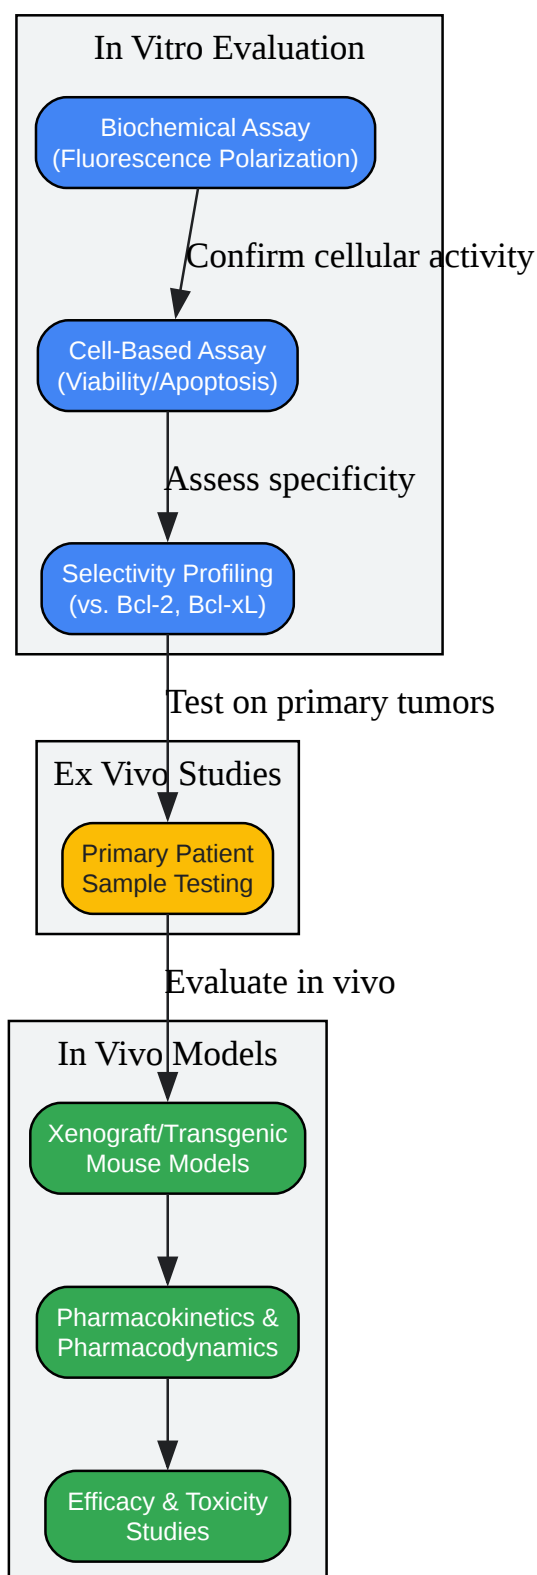 In Vitro Evaluation
Biochemical Assay
(Fluorescence Polarization)
Confirm cellular activity
Cell-Based Assay
(Viability/Apoptosis)
Assess specificity
Selectivity Profiling
(vs. Bcl-2, Bcl-xL)
Test on primary tumors
Ex Vivo Studies
Primary Patient
Sample Testing
Evaluate in vivo
In Vivo Models
Xenograft/Transgenic
Mouse Models
Pharmacokinetics &
Pharmacodynamics
Efficacy & Toxicity
Studies